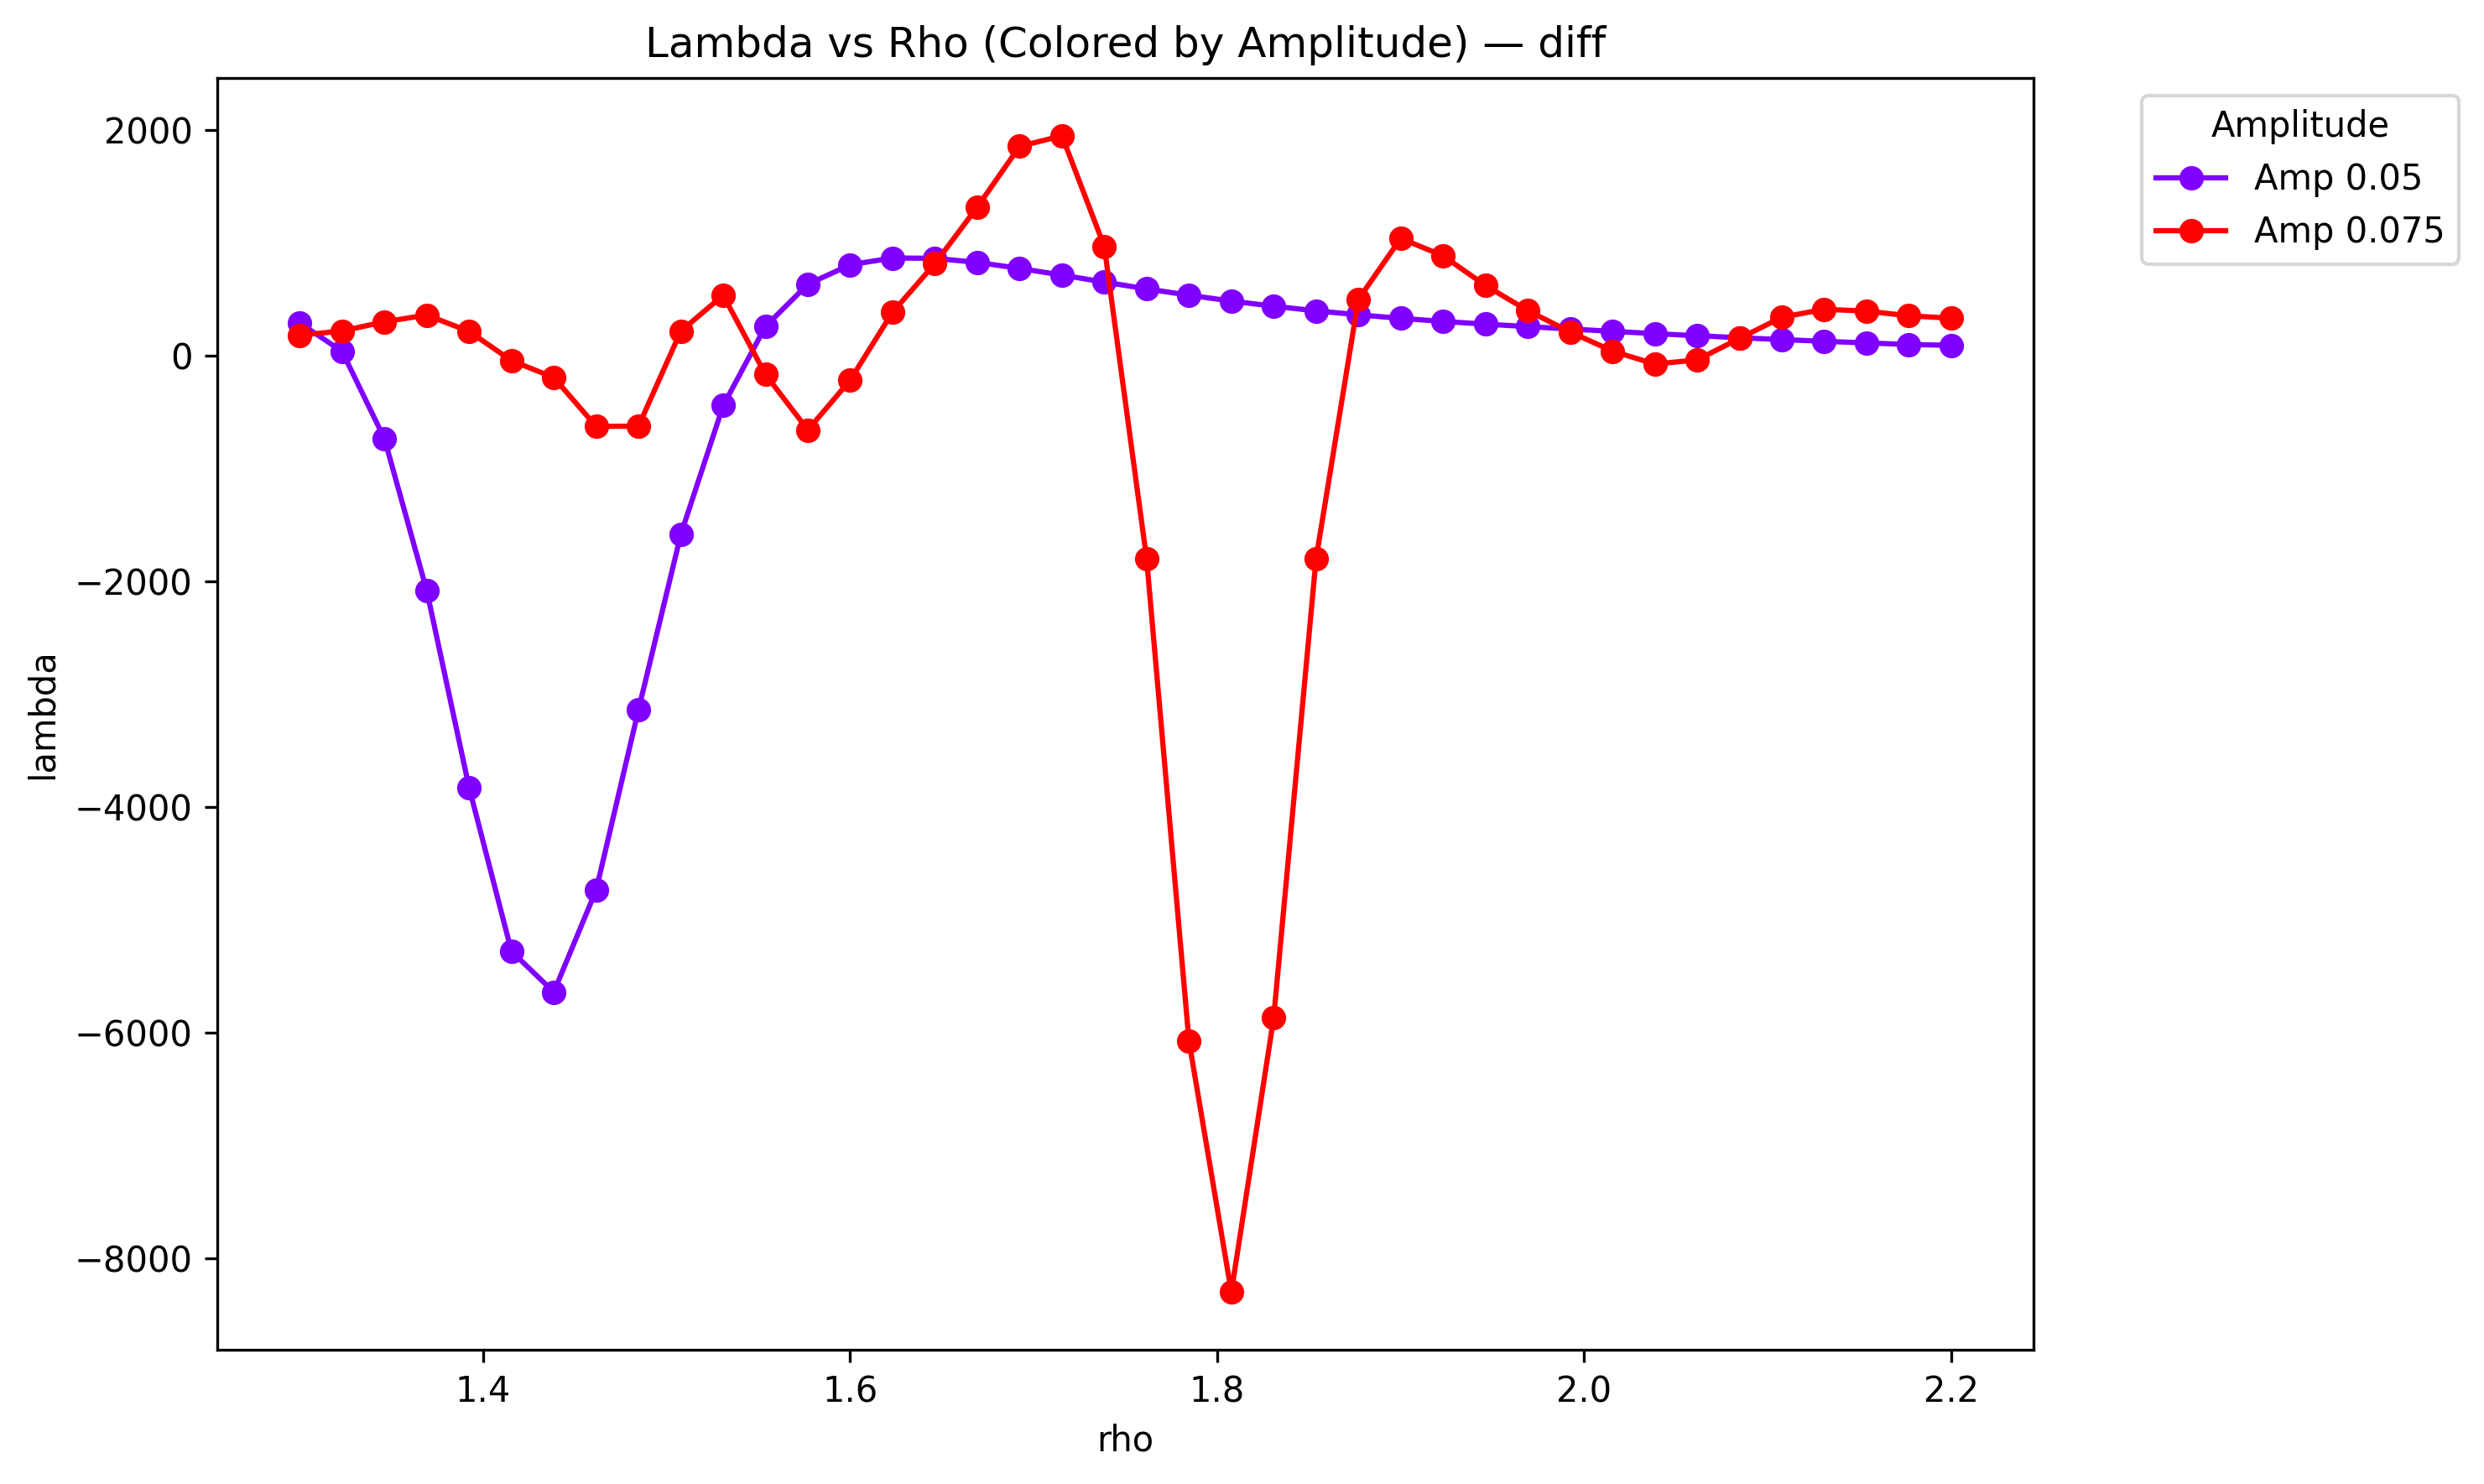 Lambda vs Rho (Colored by Amplitude) — diff
2000
0
−2000
−4000
−6000
−8000
lambda
1.4 1.6 1.8 2.0 2.2
rho
Amplitude
Amp 0.05
Amp 0.075